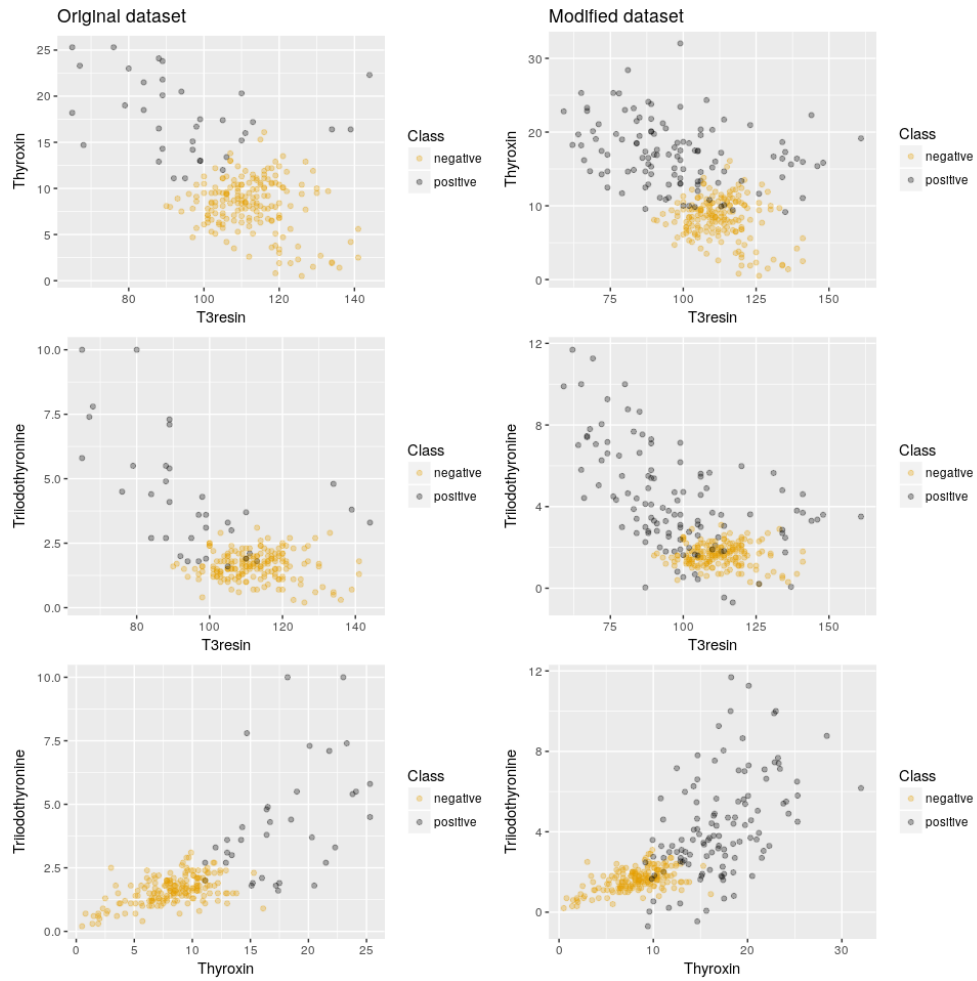 Original dataset
Modified dataset
25
20
15
10
5
0
Thyroxin
80
100
120
140
T3resin
Class
negative
positive
30
20
10
0
Thyroxin
75
100
125
150
T3resin
Class
negative
positive
10.0
7.5
5.0
2.5
0.0
Triiodothyronine
80
100
120
140
T3resin
Class
negative
positive
12
8
4
0
Triiodothyronine
75
100
125
150
T3resin
Class
negative
positive
10.0
7.5
5.0
2.5
0.0
Triiodothyronine
0
5
10
15
20
25
Thyroxin
Class
negative
positive
12
8
4
0
Triiodothyronine
0
10
20
30
Thyroxin
Class
negative
positive